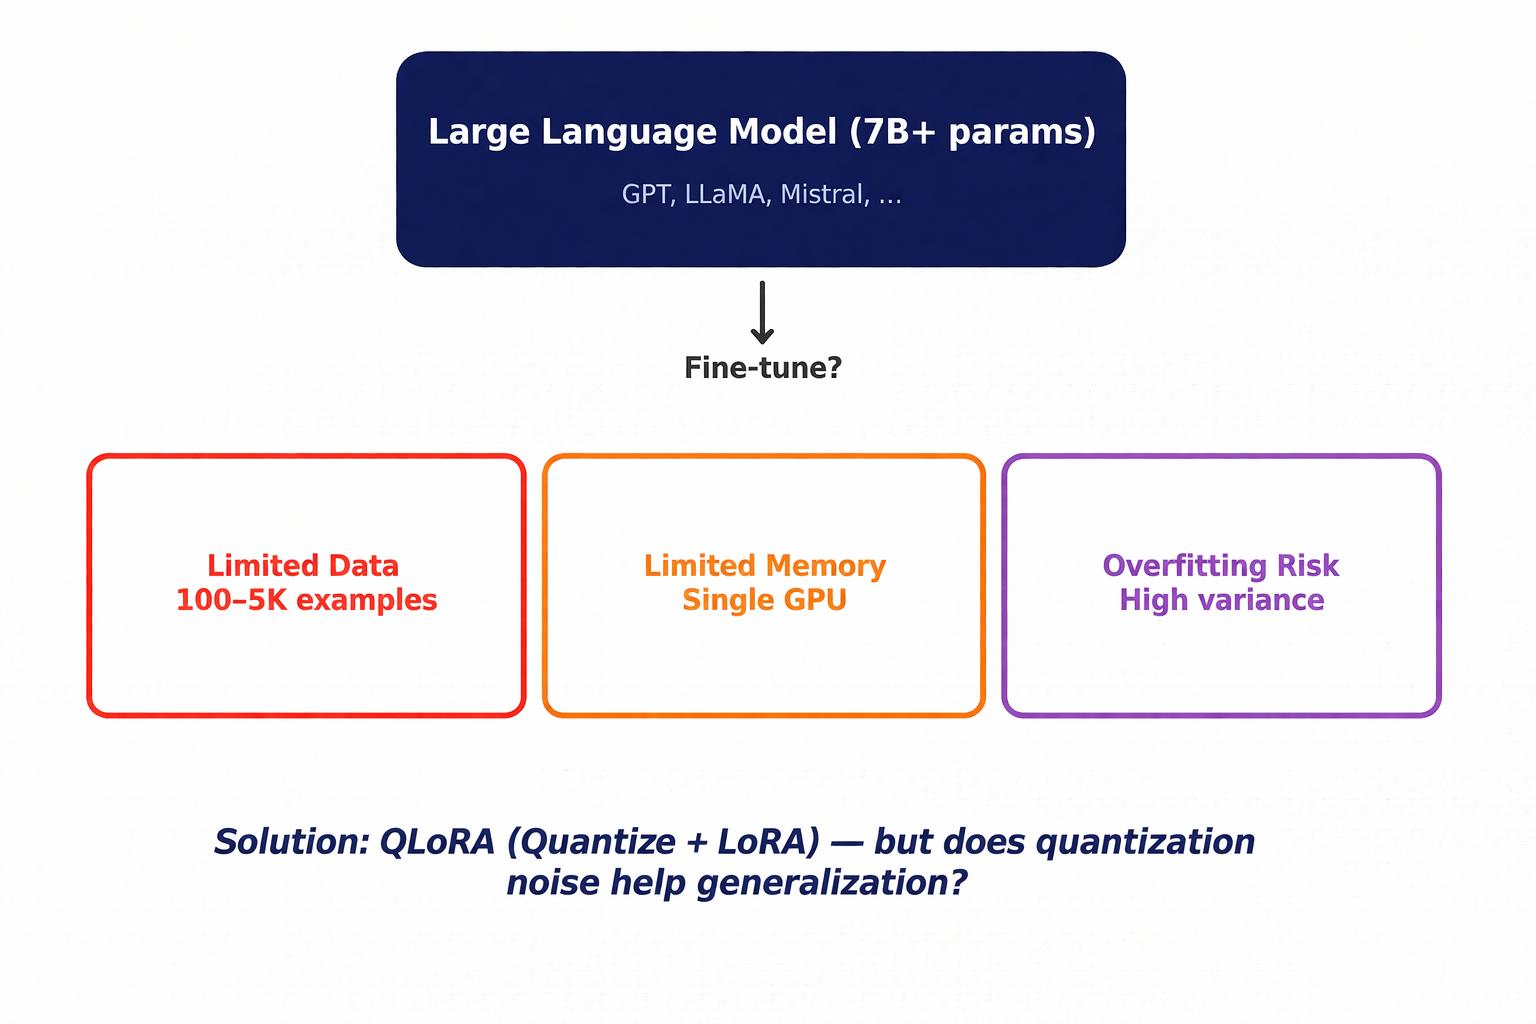 Large Language Model (7B+ params)
GPT, LLaMA, Mistral, ...
Fine-tune?
Limited Data
100–5K examples
Limited Memory
Single GPU
Overfitting Risk
High variance
Solution: QLoRA (Quantize + LoRA) — but does quantization
noise help generalization?